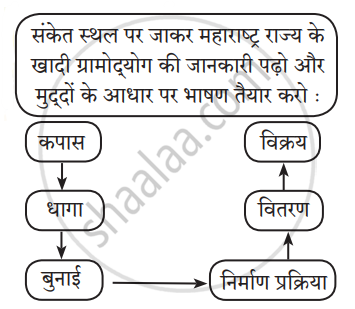 संकेत स्थल पर जाकर महाराष्ट्र राज्य के
खादी ग्रामोद्‌योग की जानकारी पढ़ो और
मुद्‌दों के आधार पर भाषण तैयार करो :
कपास
धागा
बुनाई
निर्माण प्रक्रिया
वितरण
विक्रय
shaalaa.com